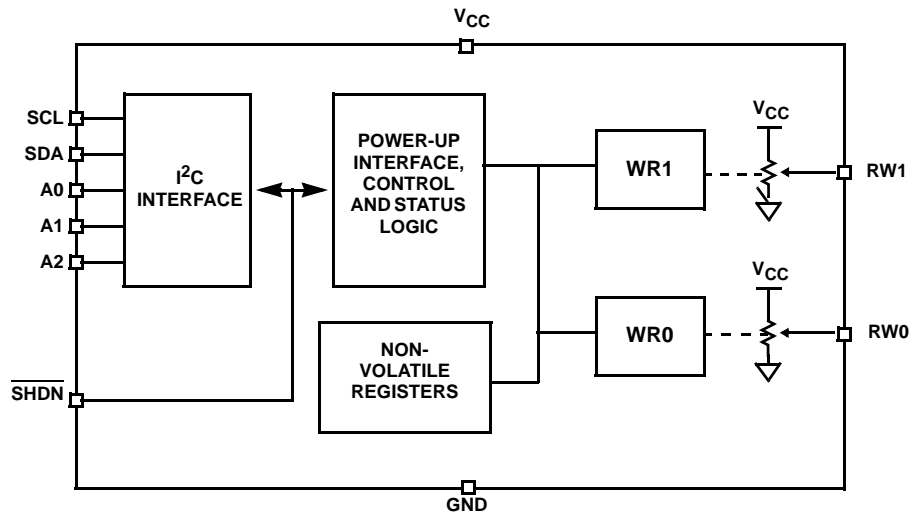 VCC
SCL
SDA
A0
A1
A2
SHDN
I2C
INTERFACE
POWER-UP
INTERFACE,
CONTROL
AND STATUS
LOGIC
NON-
VOLATILE
REGISTERS
WR1
VCC
RW1
WR0
VCC
RW0
GND